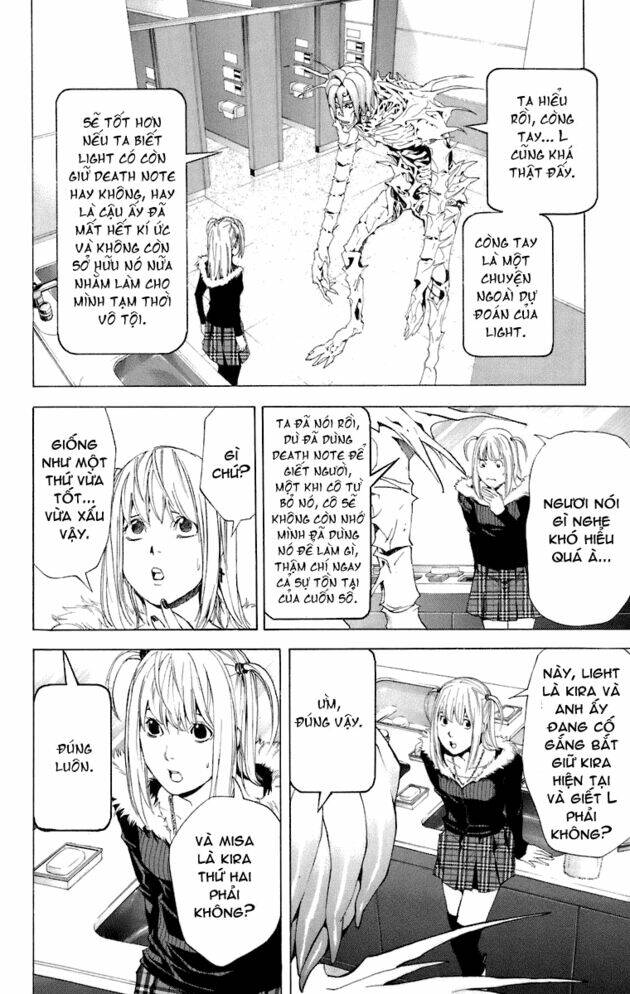 TA HIỂU
RỒI, CÒNG
TAY... L
CŨNG KHÁ
THẬT ĐẤY.
CÒNG TAY
LÀ MỘT
CHUYỆN
NGOÀI DỰ
ĐOÁN CỦA
LIGHT.
SẼ TỐT HƠN
NẾU TA BIẾT
LIGHT CÓ CÒN
GIỮ DEATH NOTE
HAY KHÔNG, HAY
LÀ CẬU ẤY ĐÃ
MẤT HẾT KÍ ỨC
VÀ KHÔNG CÒN
SỞ HỮU NÓ NỮA
NHẰM LÀM CHO
MÌNH TẠM THỜI
VÔ TỘI.
NGƯƠI NÓI
GÌ NGHE
KHÓ HIỂU
QUÁ À...
TA ĐÃ NÓI RỒI,
DÙ ĐÃ DÙNG
DEATH NOTE ĐỂ
GIẾT NGƯỜI,
MỘT KHI CÔ TỪ
BỎ NÓ, CÔ SẼ
KHÔNG CÒN NHỚ
MÌNH ĐÃ DÙNG
NÓ ĐỂ LÀM GÌ,
THẬM CHÍ NGAY
CẢ SỰ TỒN TẠI
CỦA CUỐN SỔ.
GÌ
CHỨ?
GIỐNG
NHƯ MỘT
THỨ VỪA
TỐT...
VỪA XẤU
VẬY.
NÀY, LIGHT
LÀ KIRA VÀ
ANH ẤY
ĐANG CỐ
GẮNG BẮT
GIỮ KIRA
HIỆN TẠI
VÀ GIẾT L
PHẢI
KHÔNG?
ƯM,
ĐÚNG VẬY.
VÀ MISA
LÀ KIRA
THỨ HAI
PHẢI
KHÔNG?
ĐÚNG
LUÔN.